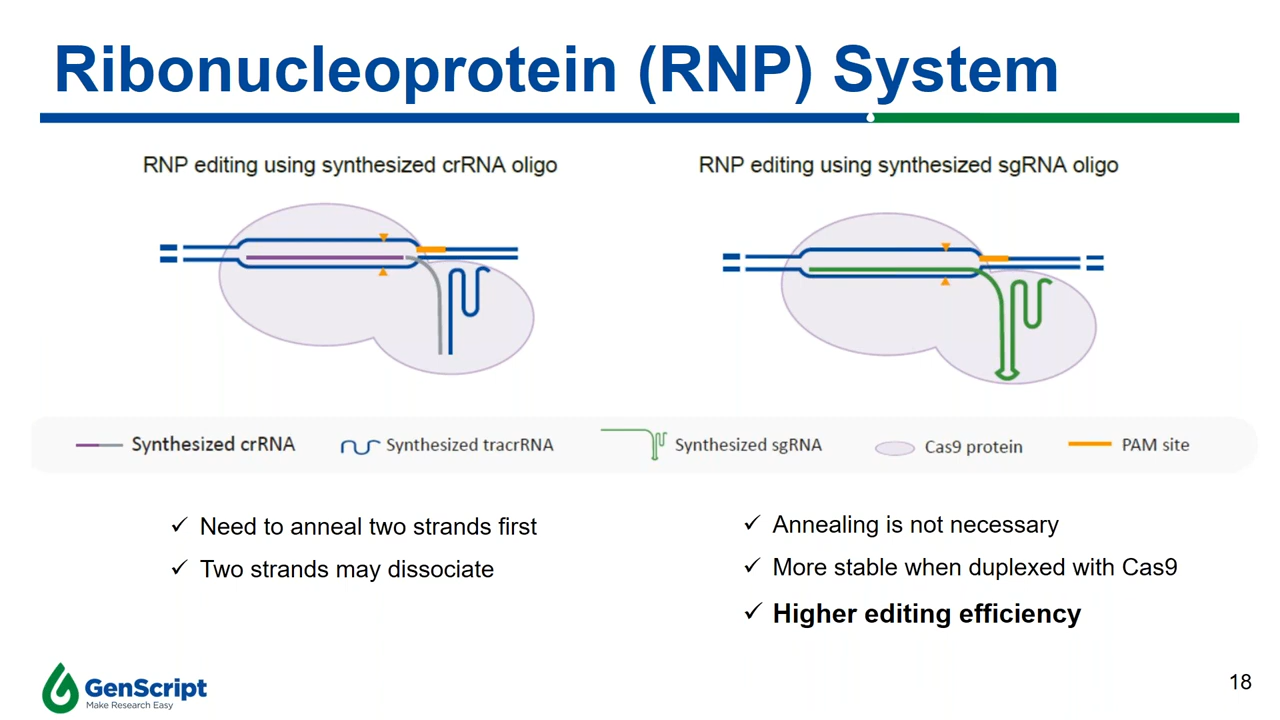 Ribonucleoprotein (RNP) System
RNP editing using synthesized crRNA oligo
RNP editing using synthesized sgRNA oligo
Synthesized crRNA
Synthesized tracrRNA
Synthesized sgRNA
Cas9 protein
PAM site
✓ Need to anneal two strands first
✓ Two strands may dissociate
✓ Annealing is not necessary
✓ More stable when duplexed with Cas9
✓ Higher editing efficiency
GenScript
Make Research Easy
18